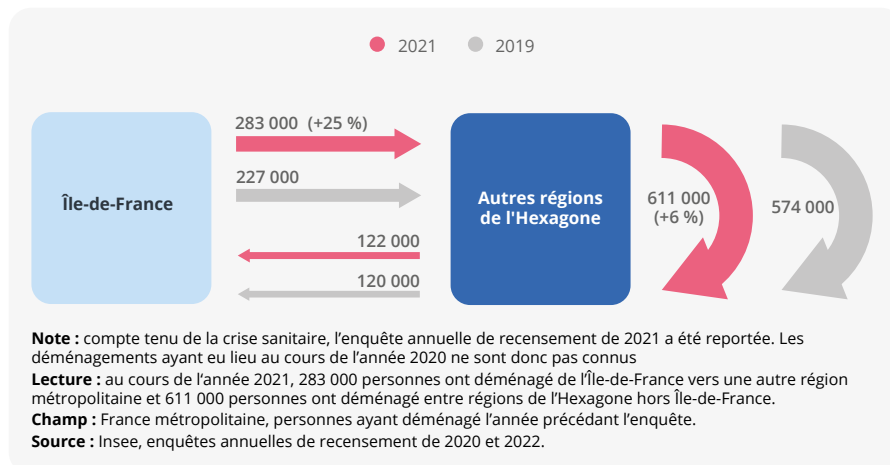 2021
2019
283 000 (+25 %)
227 000
Île-de-France
Autres régions
de l'Hexagone
122 000
120 000
611 000
(+6 %)
574 000
Note : compte tenu de la crise sanitaire, l’enquête annuelle de recensement de 2021 a été reportée. Les
déménagements ayant eu lieu au cours de l’année 2020 ne sont donc pas connus
Lecture : au cours de l’année 2021, 283 000 personnes ont déménagé de l’Île-de-France vers une autre région
métropolitaine et 611 000 personnes ont déménagé entre régions de l’Hexagone hors Île-de-France.
Champ : France métropolitaine, personnes ayant déménagé l’année précédant l’enquête.
Source : Insee, enquêtes annuelles de recensement de 2020 et 2022.